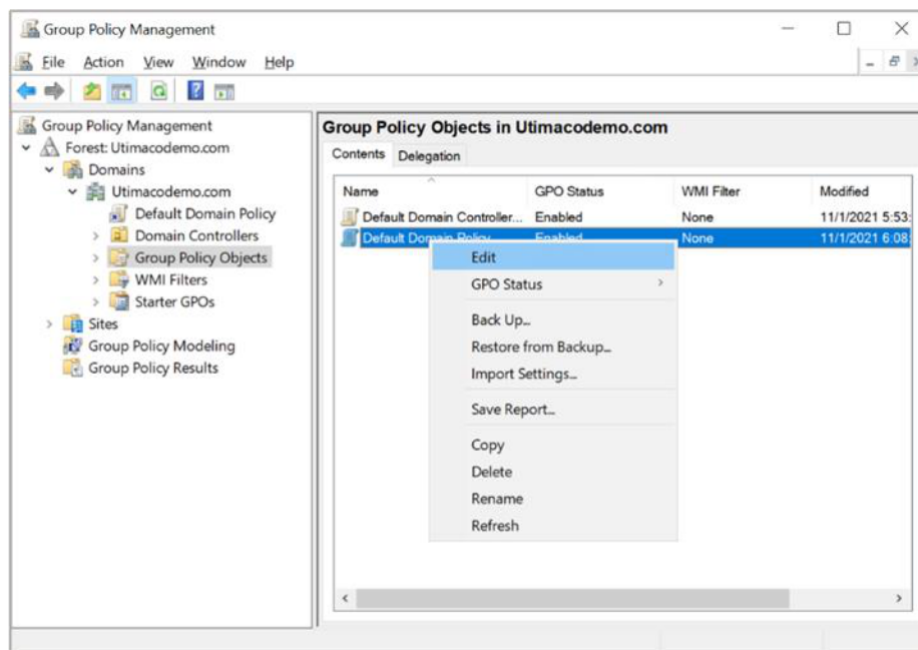 Group Policy Management
File Action View Window Help
Group Policy Management
Forest: Utimacodemo.com
Domains
Utimacodemo.com
Default Domain Policy
Domain Controllers
Group Policy Objects
WMI Filters
Starter GPOs
Sites
Group Policy Modeling
Group Policy Results
Group Policy Objects in Utimacodemo.com
Contents Delegation
Name GPO Status WMI Filter Modified
Default Domain Controller... Enabled None 11/1/2021 5:53:
Default Domain Policy Enabled None 11/1/2021 6:08:
Edit
GPO Status
Back Up...
Restore from Backup...
Import Settings...
Save Report...
Copy
Delete
Rename
Refresh